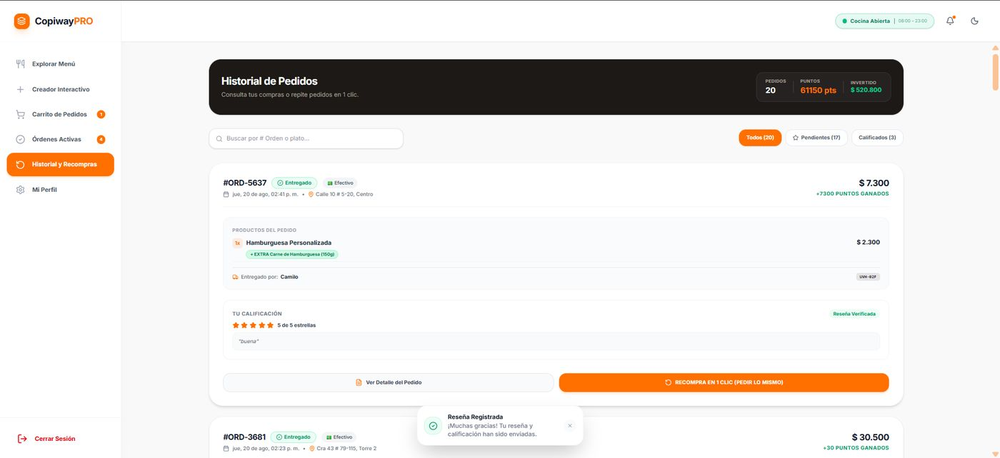 CopiwayPRO
Cocina Abierta | 08:00 - 23:00
Explorar Menú
Creador Interactivo
Carrito de Pedidos 1
Órdenes Activas 4
Historial y Recompras
Mi Perfil
Cerrar Sesión
Historial de Pedidos
Consulta tus compras o repite pedidos en 1 clic.
PEDIDOS
20
PUNTOS
61150 pts
INVERTIDO
$ 520.800
Buscar por # Orden o plato...
Todos (20)
Pendientes (17)
Calificados (3)
#ORD-5637 Entregado Efectivo
$ 7.300
jue, 20 de ago, 02:41 p. m. • Calle 10 # 5-20, Centro
+7300 PUNTOS GANADOS
PRODUCTOS DEL PEDIDO
1x Hamburguesa Personalizada
$ 2.300
+ EXTRA Carne de Hamburguesa (150g)
Entregado por: Camilo
UVH-02F
TU CALIFICACIÓN
Reseña Verificada
5 de 5 estrellas
"buena"
Ver Detalle del Pedido
RECOMPRA EN 1 CLIC (PEDIR LO MISMO)
#ORD-3681 Entregado Efectivo
$ 30.500
jue, 20 de ago, 02:23 p. m. • Cra 43 # 79-115, Torre 2
+30 PUNTOS GANADOS
Reseña Registrada
¡Muchas gracias! Tu reseña y
calificación han sido enviadas.